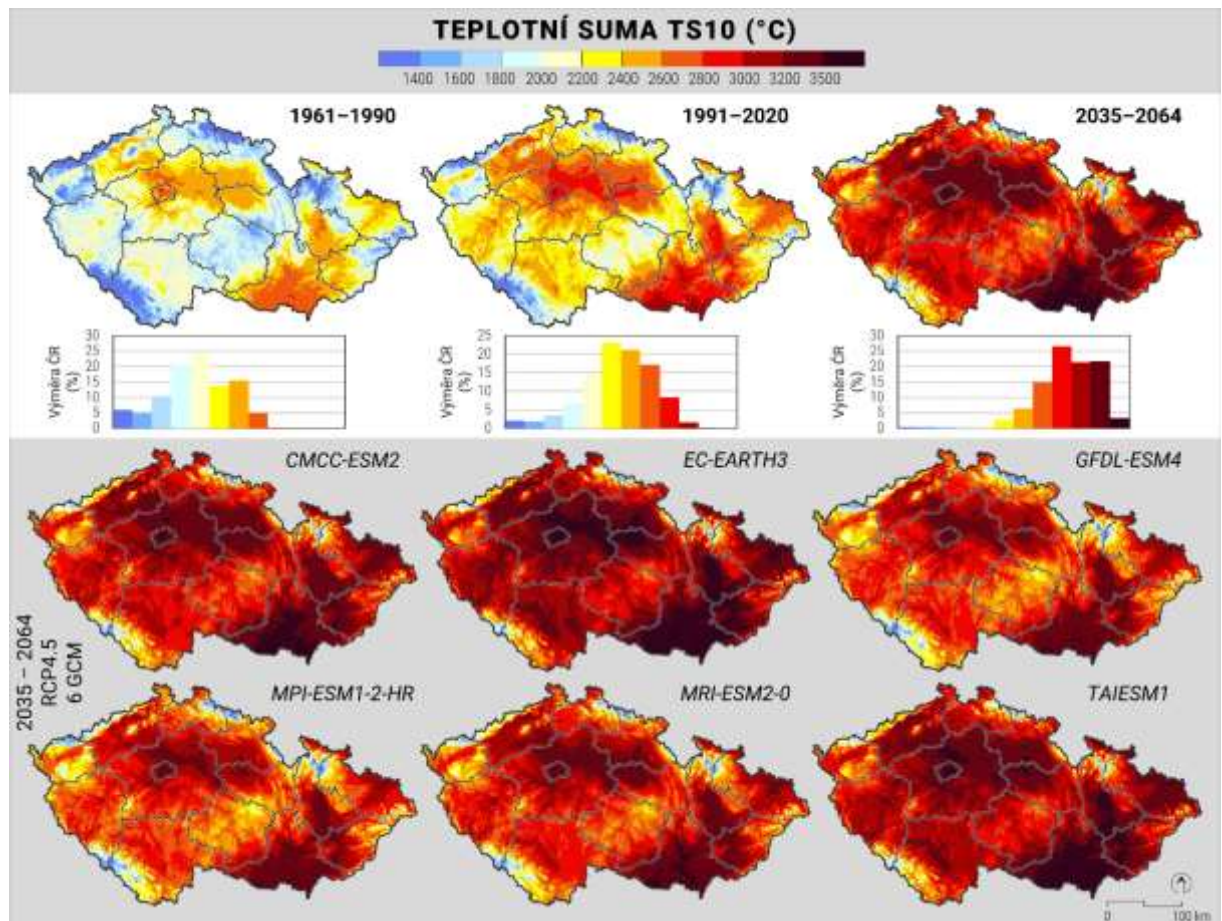 TEPLOTNÍ SUMA TS10 (°C)
1400 1600 1800 2000 2200 2400 2600 2800 3000 3200 3500
1961–1990
1991–2020
2035–2064
Výměra ČR
(%)
30
25
20
15
10
5
0
Výměra ČR
(%)
25
20
15
10
5
0
Výměra ČR
(%)
30
25
20
15
10
5
0
2035 – 2064
RCP4.5
6 GCM
CMCC-ESM2
EC-EARTH3
GFDL-ESM4
MPI-ESM1-2-HR
MRI-ESM2-0
TAIESM1
0 100 km